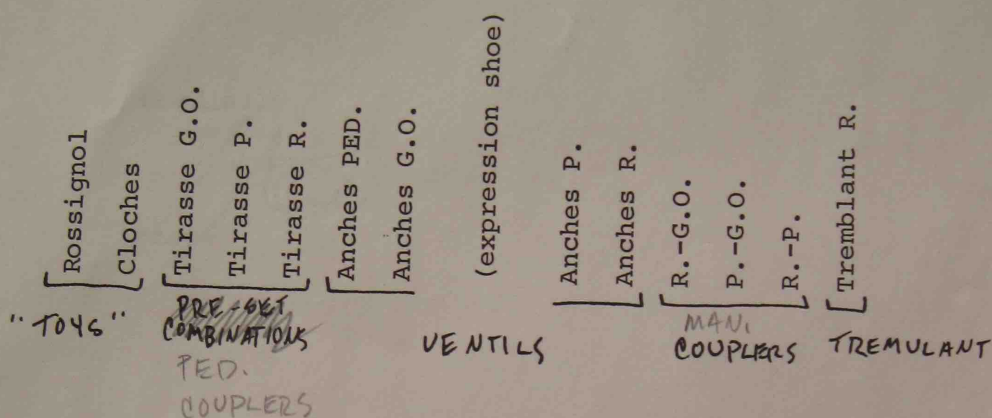 Rossignol
Cloches
Tirasse G.O.
Tirasse P.
Tirasse R.
Anches PED.
Anches G.O.
(expression shoe)
Anches P.
Anches R.
R.-G.O.
P.-G.O.
R.-P.
Tremblant R.
"TOYS"
PRE-SET
COMBINATIONS
PED.
COUPLERS
VENTILS
MAN.
COUPLERS
TREMULANT